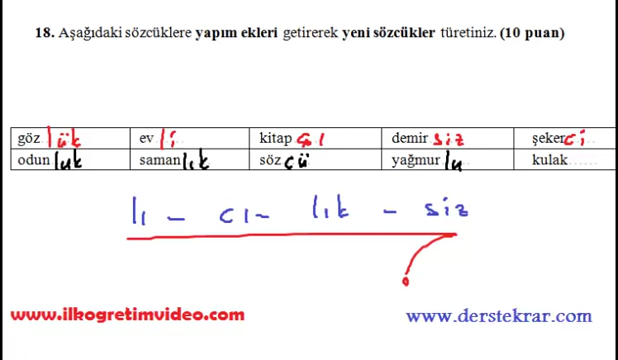 18. Aşağıdaki sözcüklere yapım ekleri getirerek yeni sözcükler türetiniz. (10 puan)
göz lük ev li kitap çı demir siz şeker ci
odun luk saman lık söz cü yağmur lu kulak......
lı - cı - lık - siz
www.ilkogretimvideo.com www.derstekrar.com